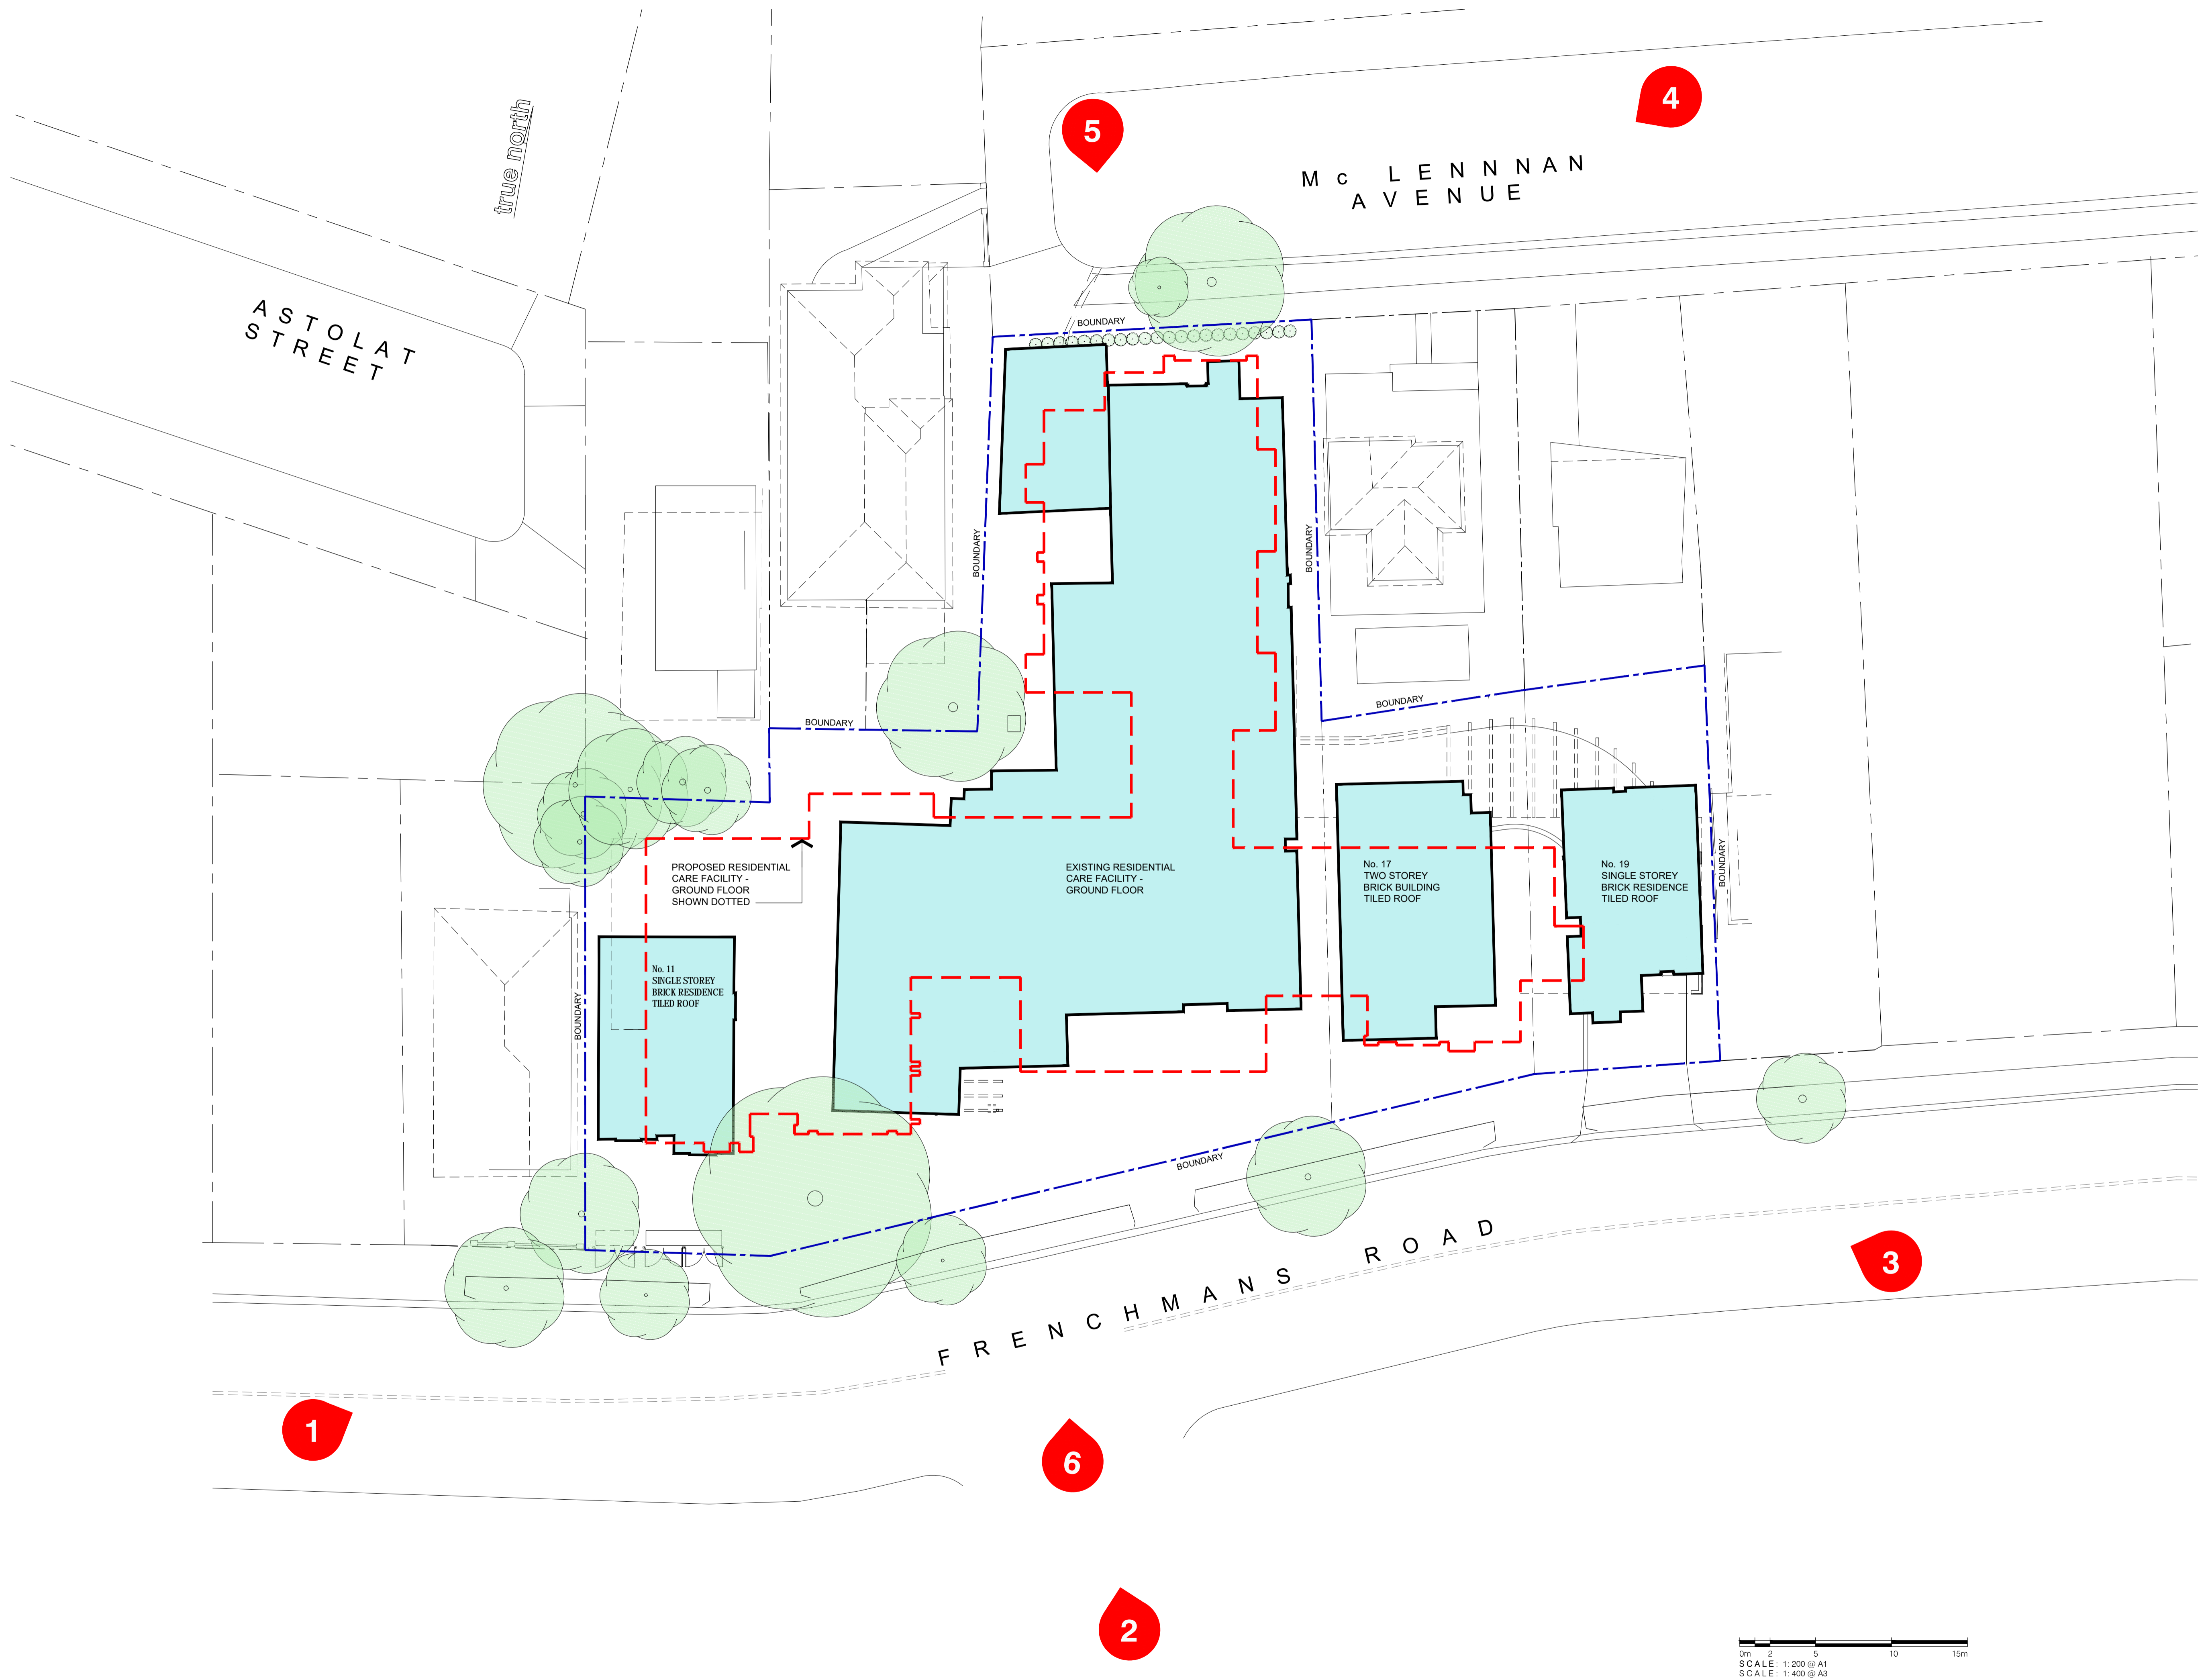 4
5
Mc LENNNAN
AVENUE
true north
ASTOLAT
STREET
BOUNDARY
BOUNDARY
BOUNDARY
BOUNDARY
BOUNDARY
PROPOSED RESIDENTIAL
CARE FACILITY -
GROUND FLOOR
SHOWN DOTTED
EXISTING RESIDENTIAL
CARE FACILITY -
GROUND FLOOR
No. 17
TWO STOREY
BRICK BUILDING
TILED ROOF
No. 19
SINGLE STOREY
BRICK RESIDENCE
TILED ROOF
BOUNDARY
No. 11
SINGLE STOREY
BRICK RESIDENCE
TILED ROOF
BOUNDARY
BOUNDARY
FRENCHMANS ROAD
3
1
6
2
0m 2 5 10 15m
SCALE: 1: 200 @ A1
SCALE: 1: 400 @ A3